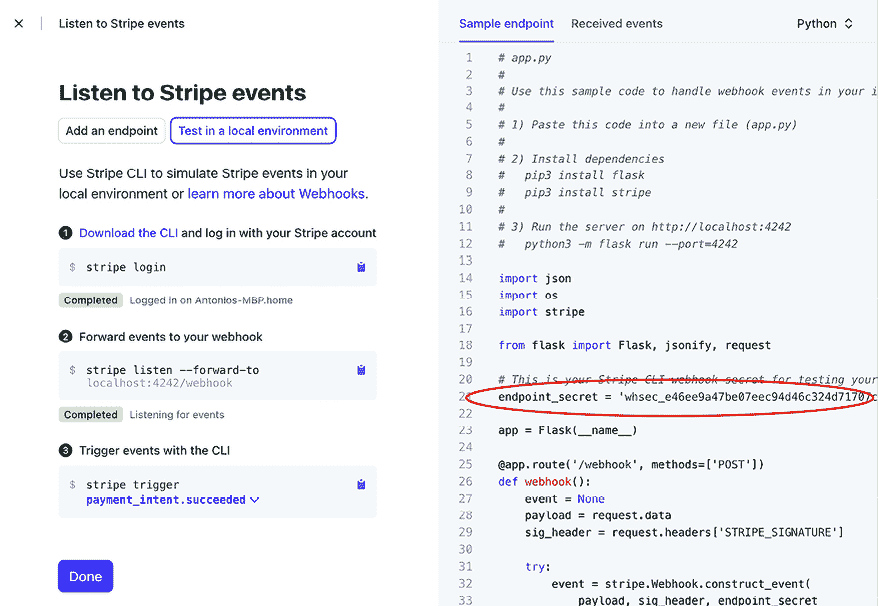 Listen to Stripe events
Listen to Stripe events
Add an endpoint
Test in a local environment
Use Stripe CLI to simulate Stripe events in your
local environment or learn more about Webhooks.
1 Download the CLI and log in with your Stripe account
$ stripe login
Completed Logged in on Antonios-MBP.home
2 Forward events to your webhook
$ stripe listen --forward-to
localhost:4242/webhook
Completed Listening for events
3 Trigger events with the CLI
$ stripe trigger
payment_intent.succeeded
Done
Sample endpoint Received events Python
1 # app.py
2 #
3 # Use this sample code to handle webhook events in your i
4 #
5 # 1) Paste this code into a new file (app.py)
6 #
7 # 2) Install dependencies
8 #   pip3 install flask
9 #   pip3 install stripe
10 #
11 # 3) Run the server on http://localhost:4242
12 #   python3 -m flask run --port=4242
13
14 import json
15 import os
16 import stripe
17
18 from flask import Flask, jsonify, request
19
20 # This is your Stripe CLI webhook secret for testing your
21 endpoint_secret = 'whsec_e46ee9a47be07eec94d46c324d71707c
22
23 app = Flask(__name__)
24
25 @app.route('/webhook', methods=['POST'])
26 def webhook():
27     event = None
28     payload = request.data
29     sig_header = request.headers['STRIPE_SIGNATURE']
30
31     try:
32         event = stripe.Webhook.construct_event(
33             payload, sig_header, endpoint_secret